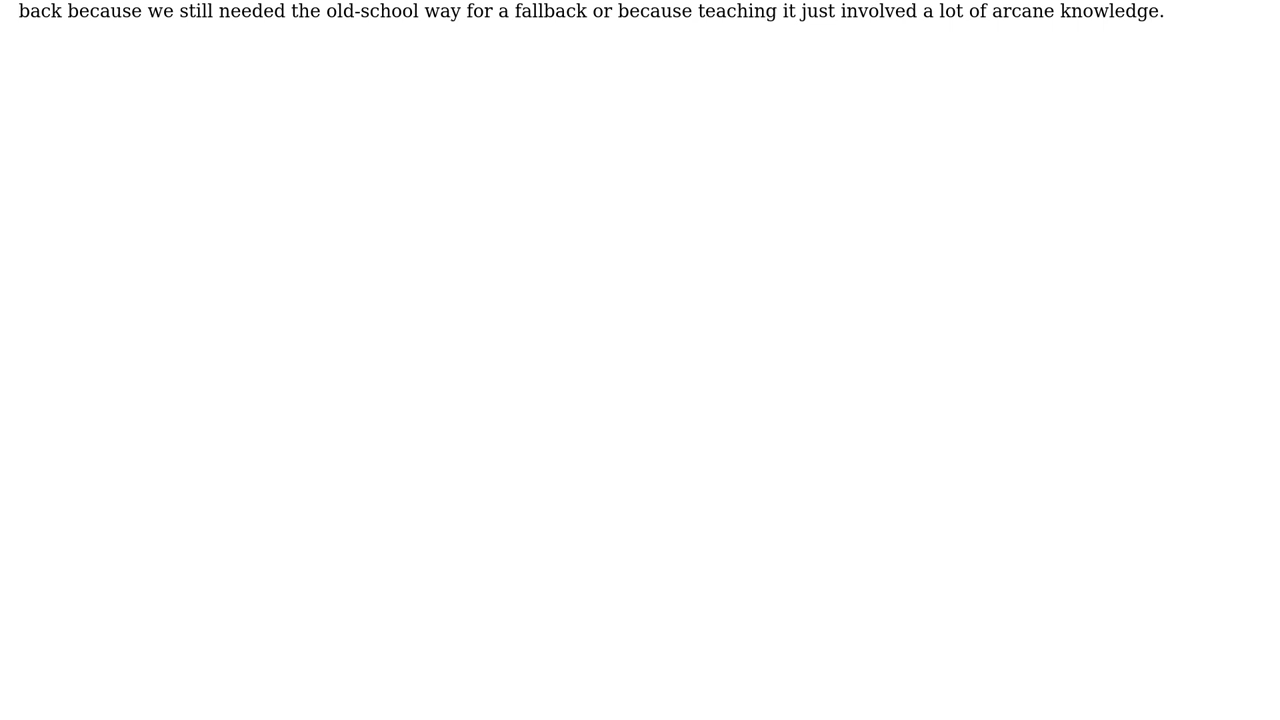 back because we still needed the old-school way for a fallback or because teaching it just involved a lot of arcane knowledge.